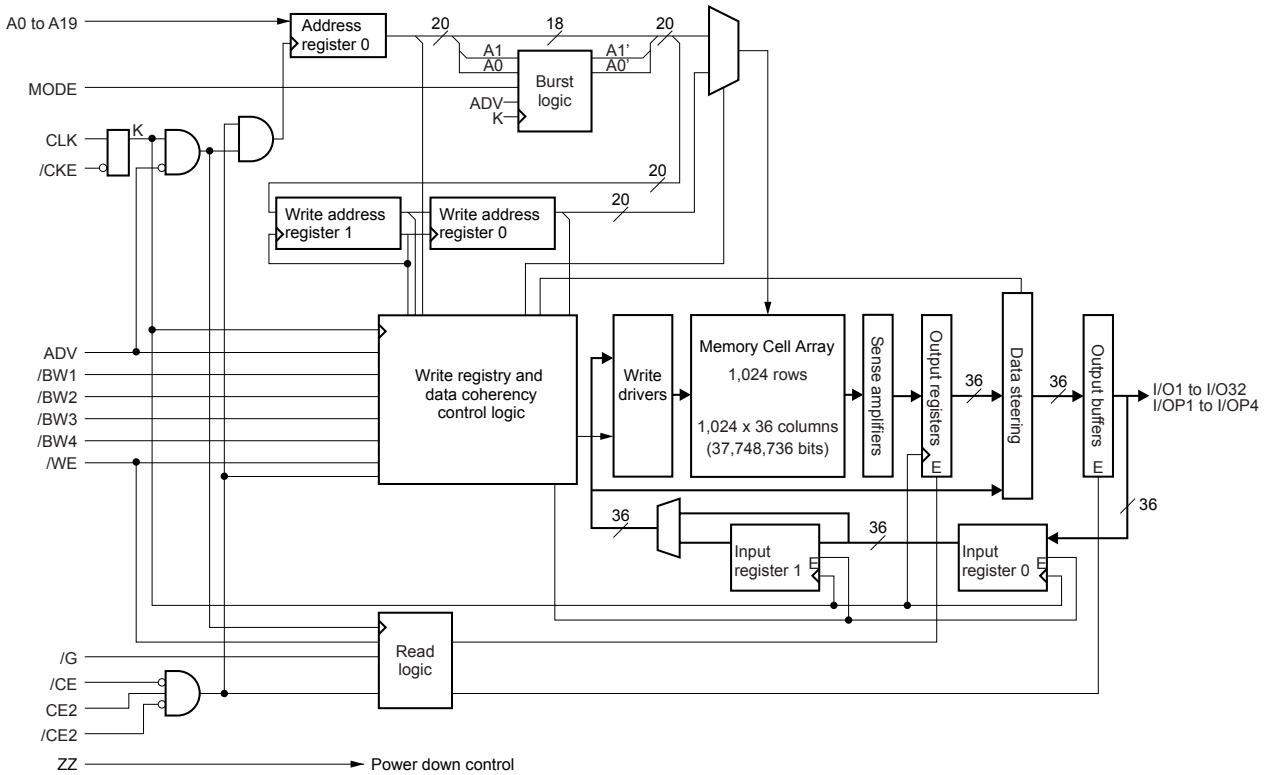 A0 to A19
Address
register 0
20
18
20
A1
A0
A1’
A0’
MODE
Burst
logic
ADV
K
CLK
K
/CKE
20
20
Write address
register 1
Write address
register 0
ADV
/BW1
/BW2
/BW3
/BW4
/WE
Write registry and
data coherency
control logic
Write
drivers
Memory Cell Array
1,024 rows
1,024 x 36 columns
(37,748,736 bits)
Sense amplifiers
Output registers
E
36
Data steering
36
Output buffers
E
I/O1 to I/O32
I/OP1 to I/OP4
36
36
36
Input
register 1
E
Input
register 0
E
/G
/CE
CE2
/CE2
Read
logic
ZZ
Power down control